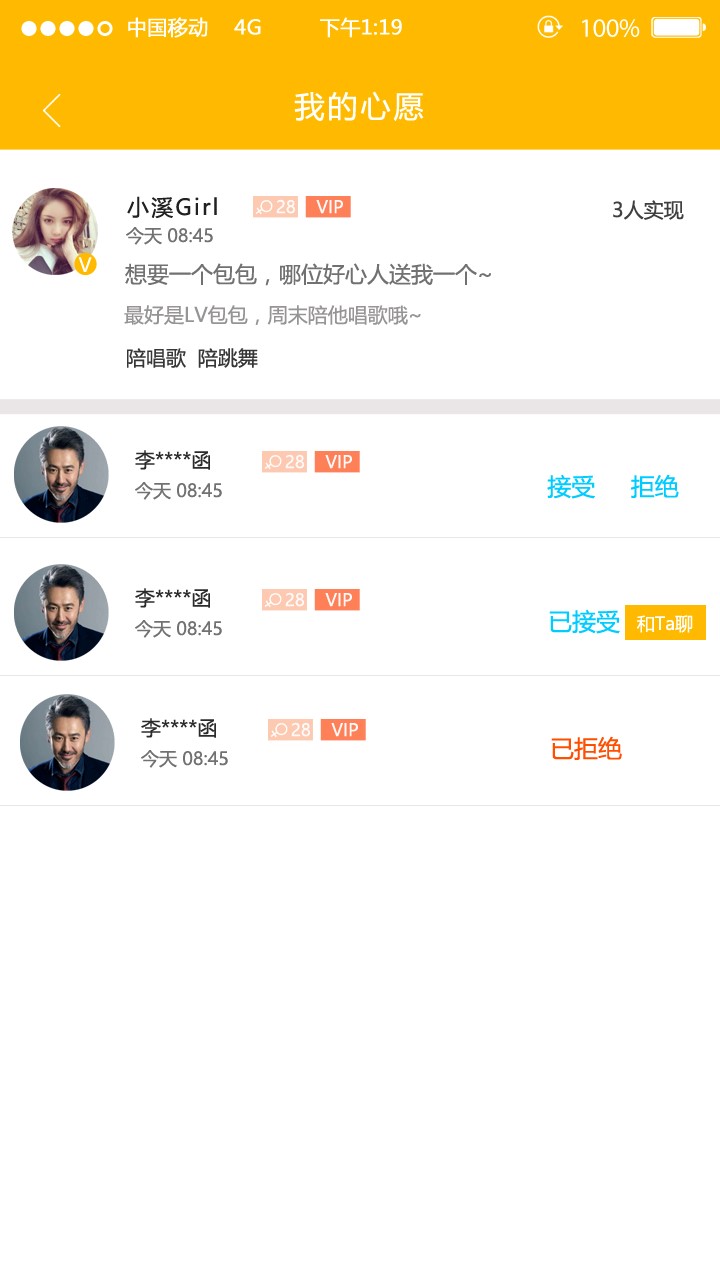 中国移动 4G 下午1:19 100%
我的心愿
小溪Girl 28 VIP 3人实现
今天 08:45
V
想要一个包包，哪位好心人送我一个~
最好是LV包包，周末陪他唱歌哦~
陪唱歌 陪跳舞
李****函 28 VIP
今天 08:45
接受 拒绝
李****函 28 VIP
今天 08:45
已接受 和Ta聊
李****函 28 VIP
今天 08:45
已拒绝